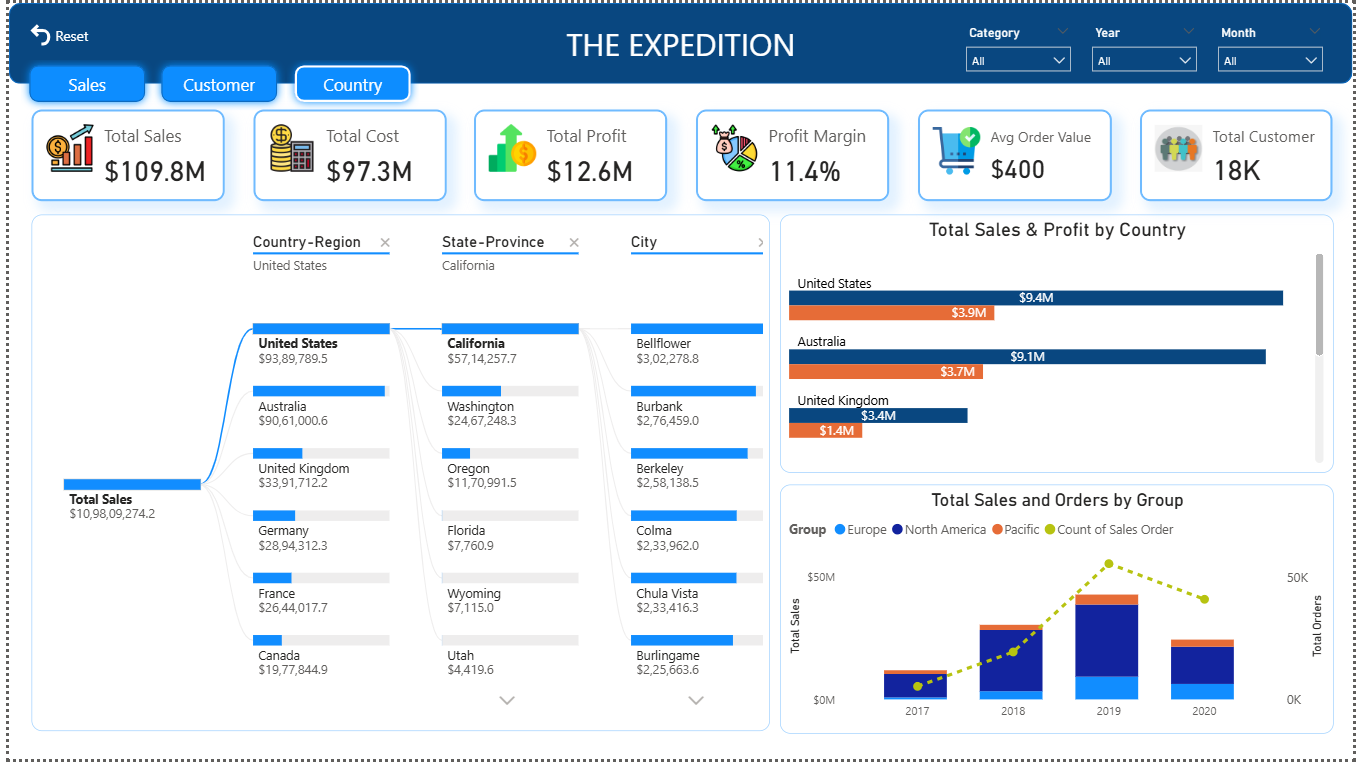 Reset
THE EXPEDITION
Category
Year
Month
All
All
All
Sales
Customer
Country
Total Sales
$109.8M
Total Cost
$97.3M
Total Profit
$12.6M
Profit Margin
11.4%
Avg Order Value
$400
Total Customer
18K
Country-Region
United States
State-Province
California
City
Total Sales
$10,98,09,274.2
United States
$93,89,789.5
Australia
$90,61,000.6
United Kingdom
$33,91,712.2
Germany
$28,94,312.3
France
$26,44,017.7
Canada
$19,77,844.9
California
$57,14,257.7
Washington
$24,67,248.3
Oregon
$11,70,991.5
Florida
$7,760.9
Wyoming
$7,115.0
Utah
$4,419.6
Bellflower
$3,02,278.8
Burbank
$2,76,459.0
Berkeley
$2,58,138.5
Colma
$2,33,962.0
Chula Vista
$2,33,416.3
Burlingame
$2,25,663.6
Total Sales & Profit by Country
United States
$9.4M
$3.9M
Australia
$9.1M
$3.7M
United Kingdom
$3.4M
$1.4M
Total Sales and Orders by Group
Group Europe North America Pacific Count of Sales Order
$50M
$0M
Total Sales
50K
0K
Total Orders
2017 2018 2019 2020